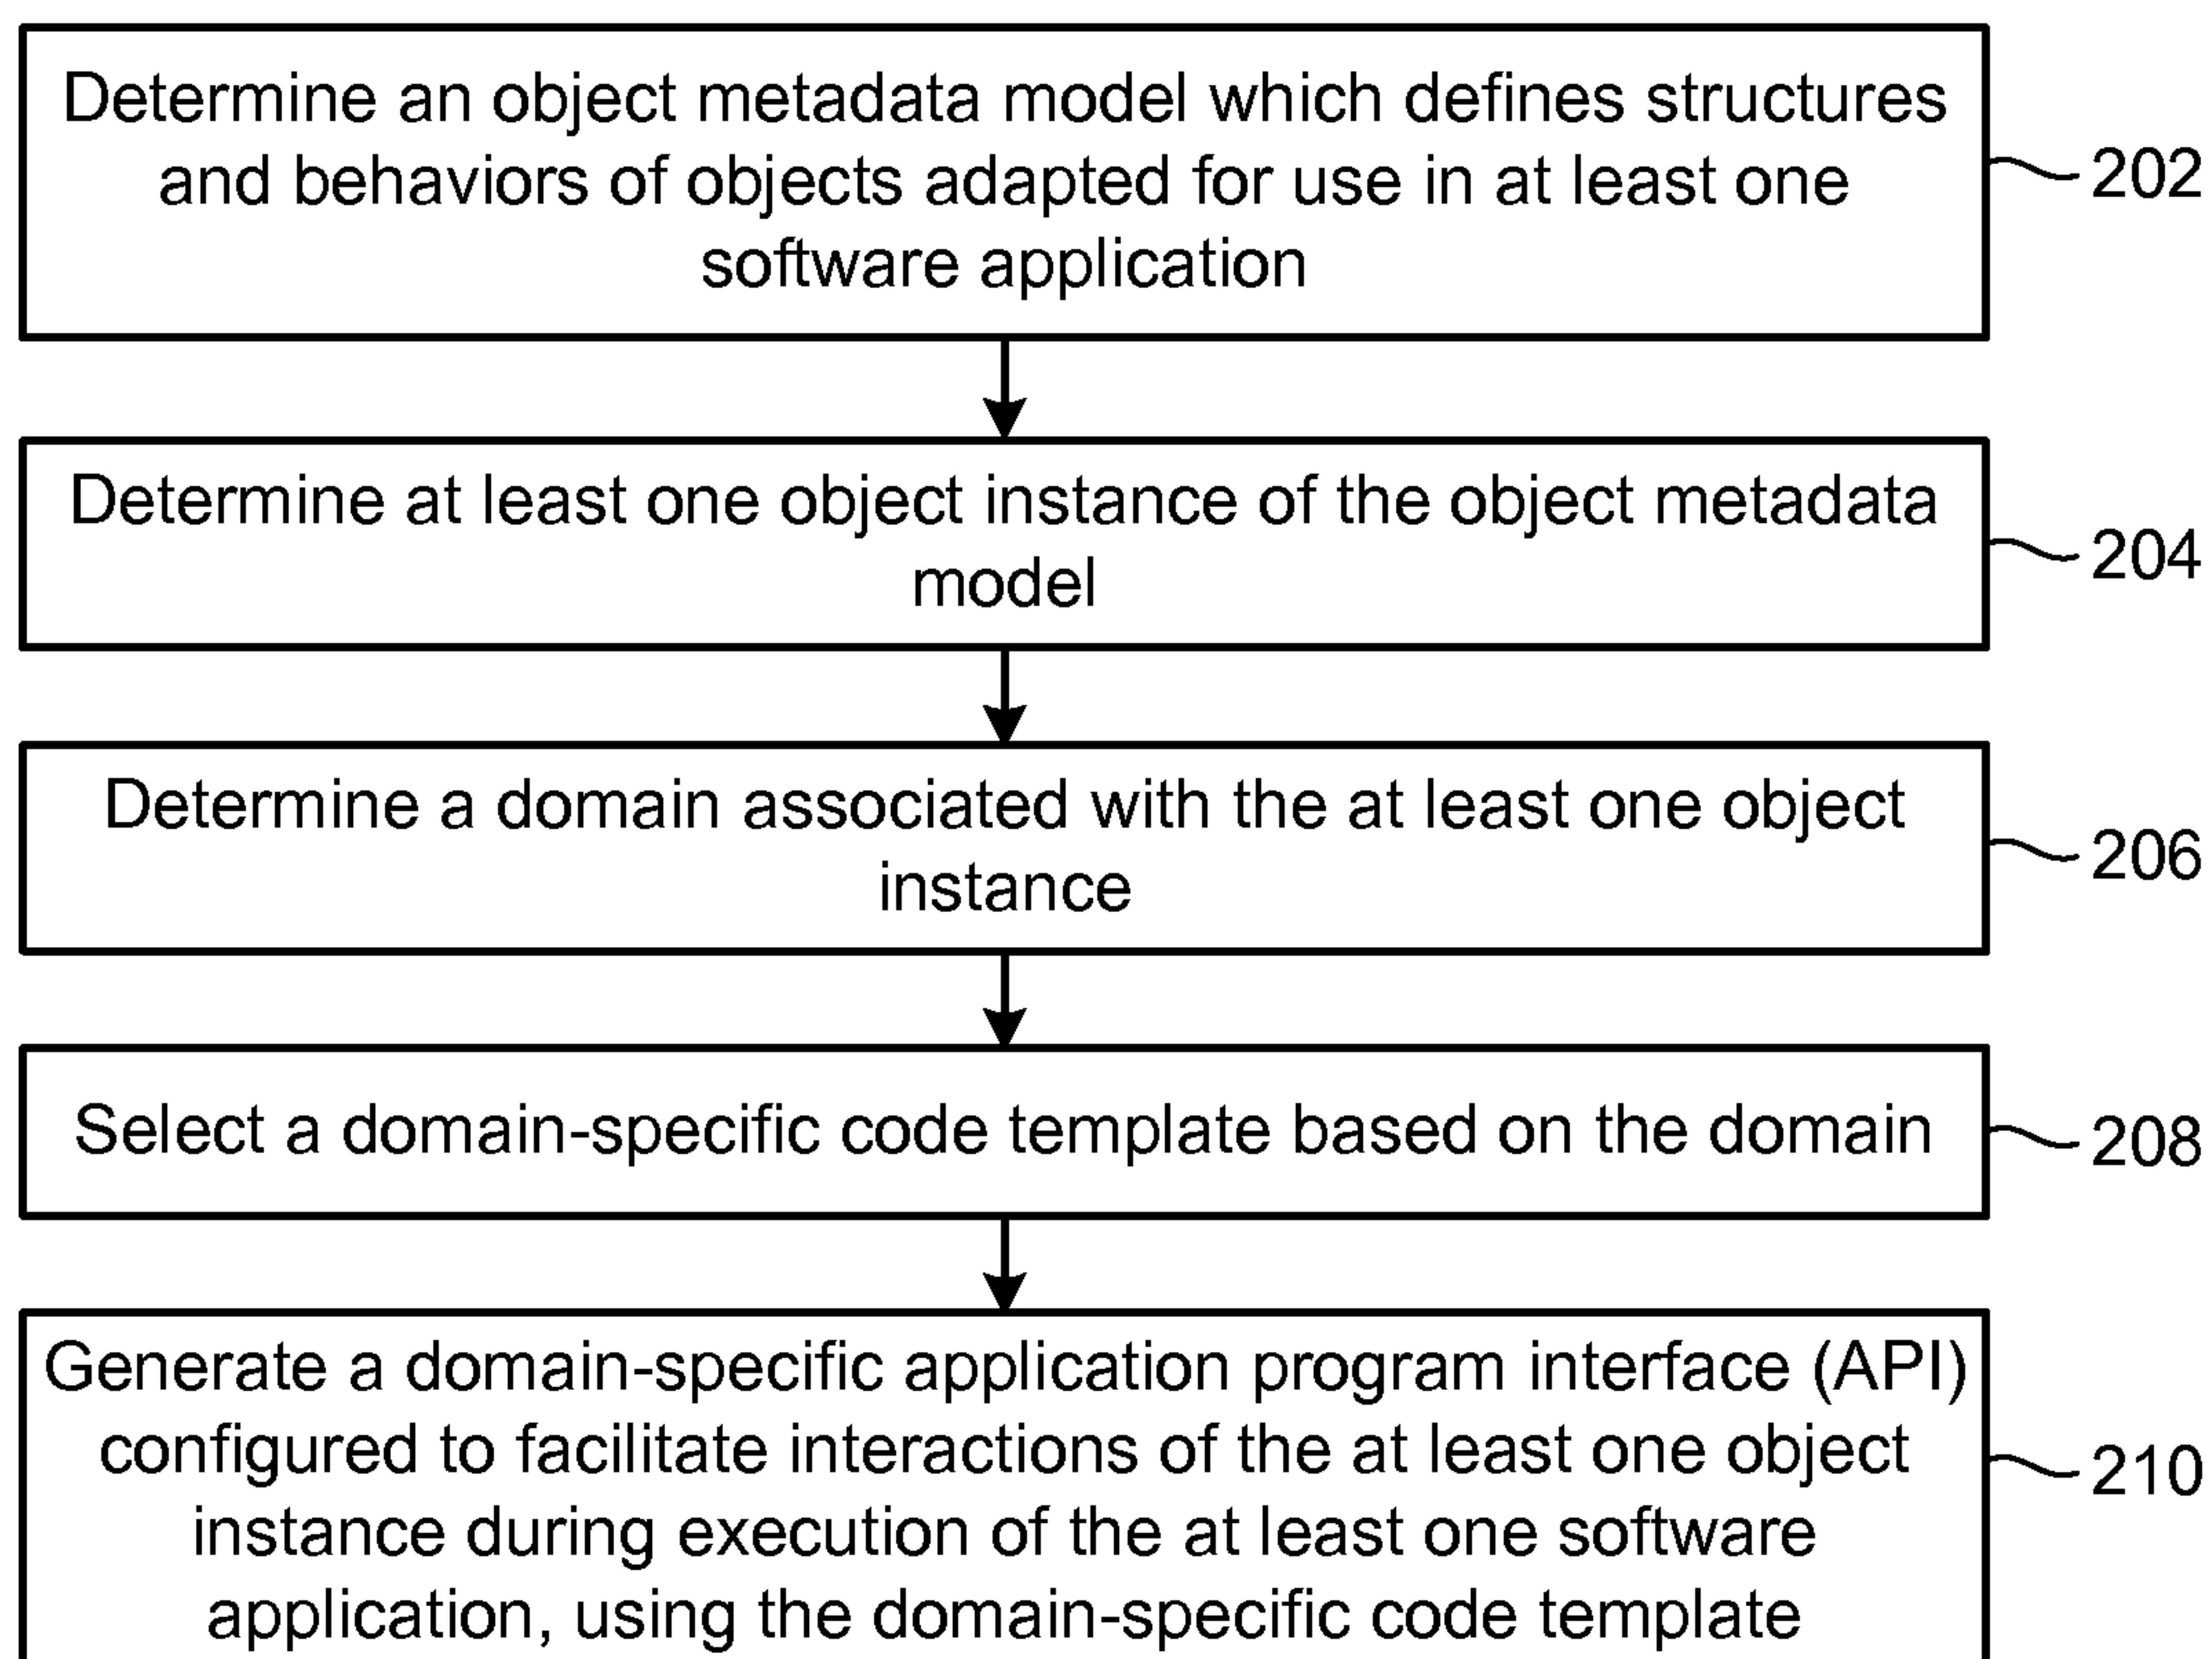 Determine an object metadata model which defines structures
and behaviors of objects adapted for use in at least one
software application
202
Determine at least one object instance of the object metadata
model
204
Determine a domain associated with the at least one object
instance
206
Select a domain-specific code template based on the domain
208
Generate a domain-specific application program interface (API)
configured to facilitate interactions of the at least one object
instance during execution of the at least one software
application, using the domain-specific code template
210